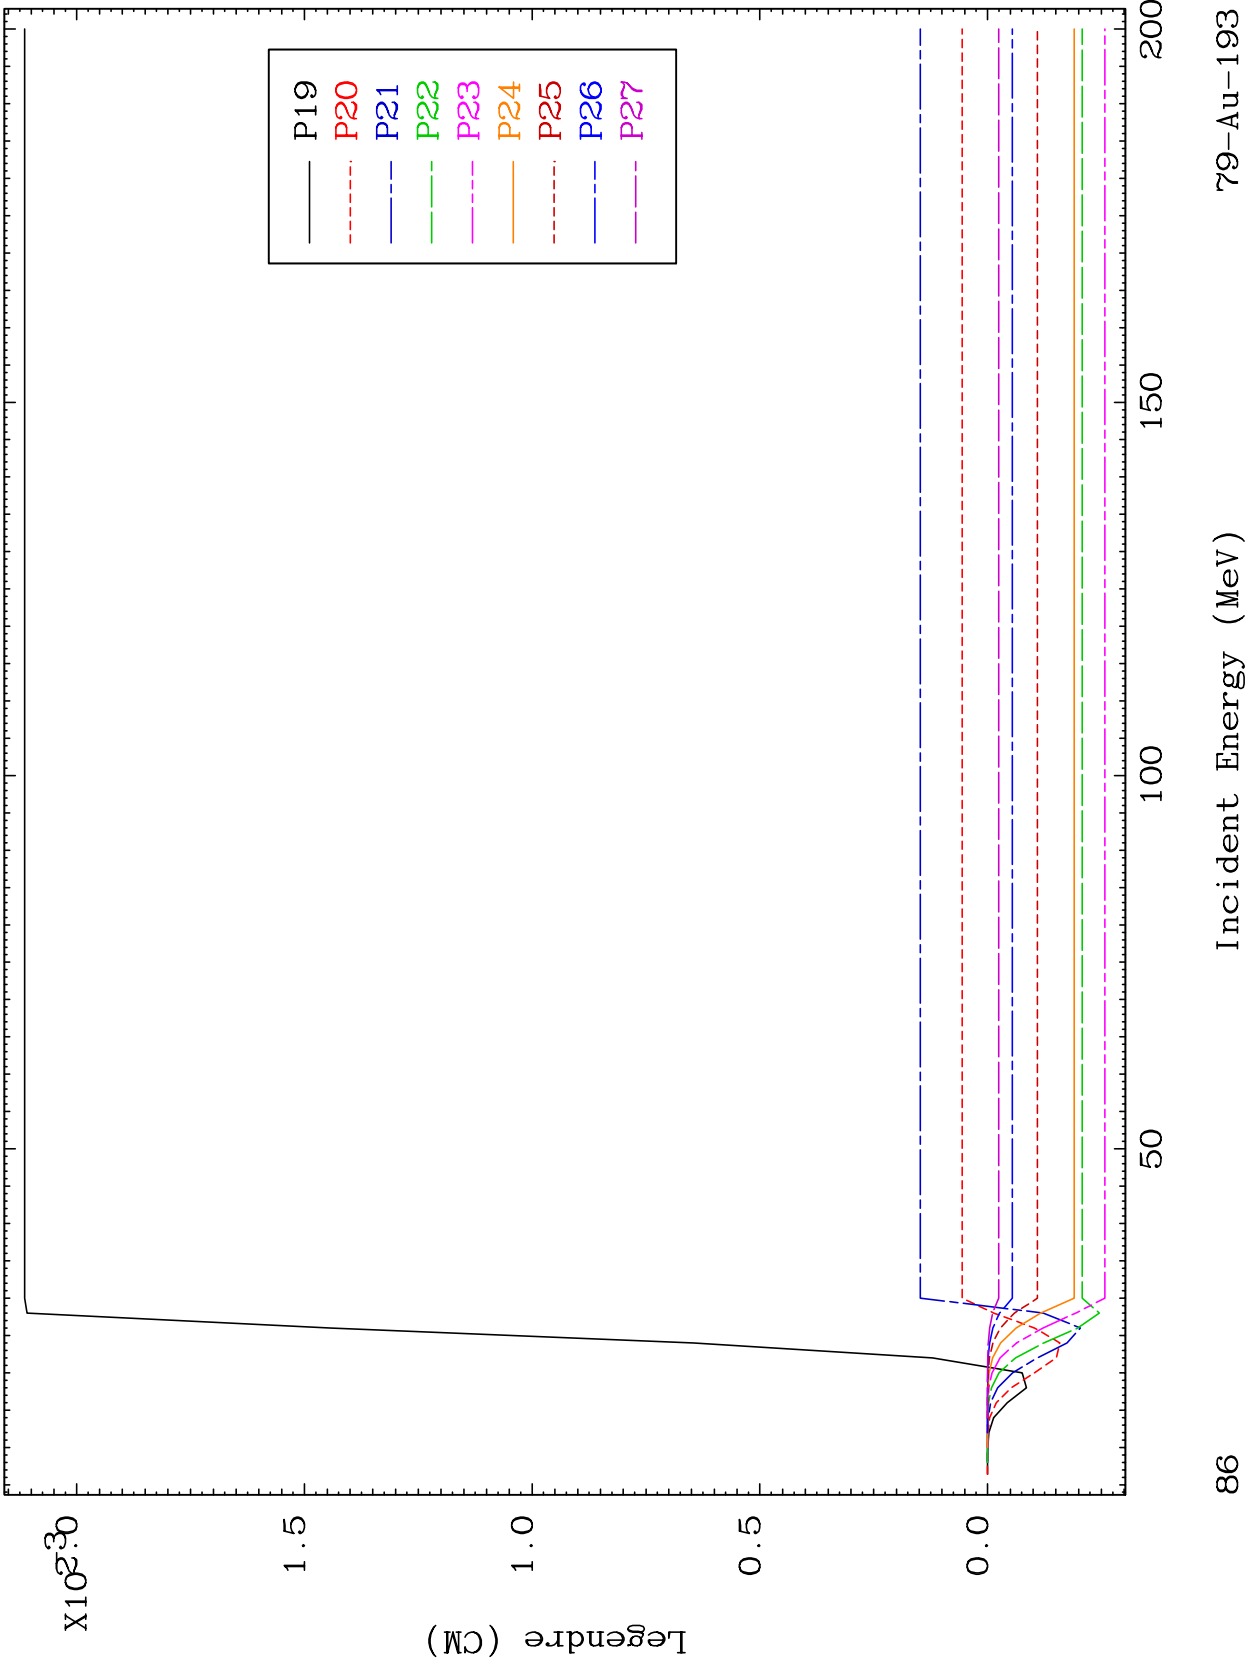 X10-3
2.0
1.5
1.0
0.5
0.0
Legendre (CM)
P19
P20
P21
P22
P23
P24
P25
P26
P27
50
100
150
200
Incident Energy (MeV)
86
79-Au-193